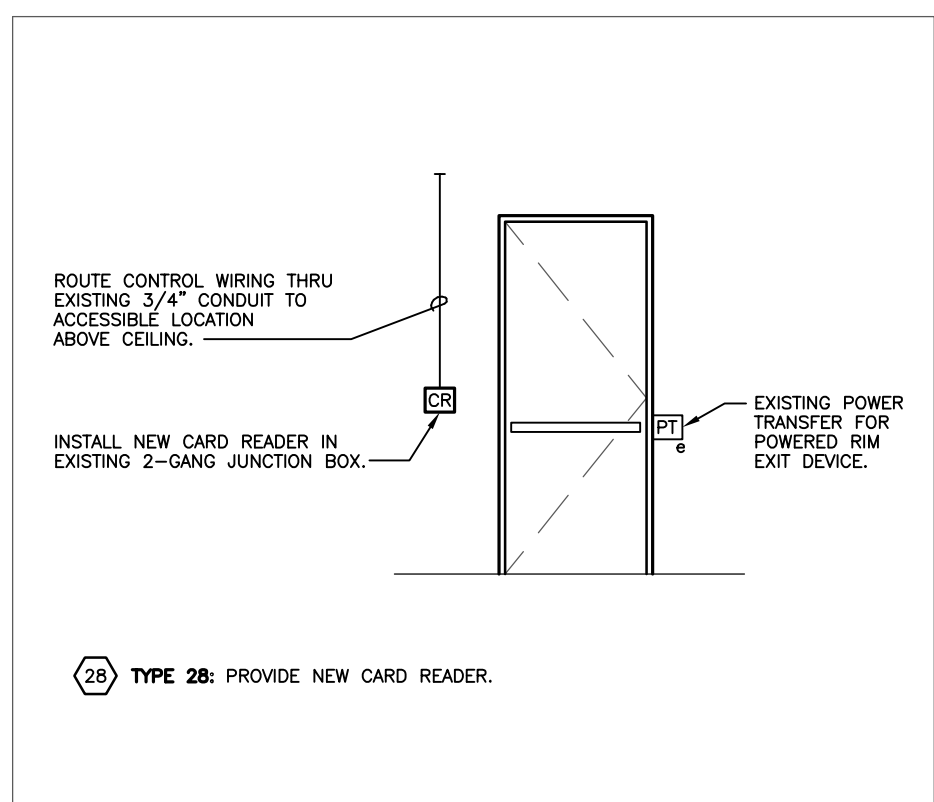 ROUTE CONTROL WIRING THRU
EXISTING 3/4" CONDUIT TO
ACCESSIBLE LOCATION
ABOVE CEILING.
CR
INSTALL NEW CARD READER IN
EXISTING 2-GANG JUNCTION BOX.
PT
e
EXISTING POWER
TRANSFER FOR
POWERED RIM
EXIT DEVICE.
28 TYPE 28: PROVIDE NEW CARD READER.